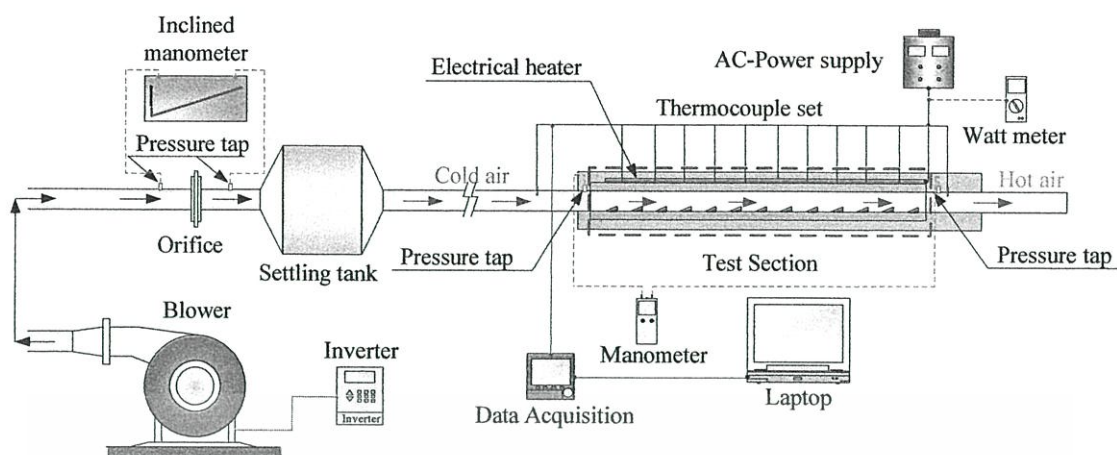 Inclined
manometer
Pressure tap
Orifice
Settling tank
Blower
Inverter
Inverter
Electrical heater
AC-Power supply
Thermocouple set
Watt meter
Cold air
Hot air
Pressure tap
Test Section
Pressure tap
Manometer
Data Acquisition
Laptop